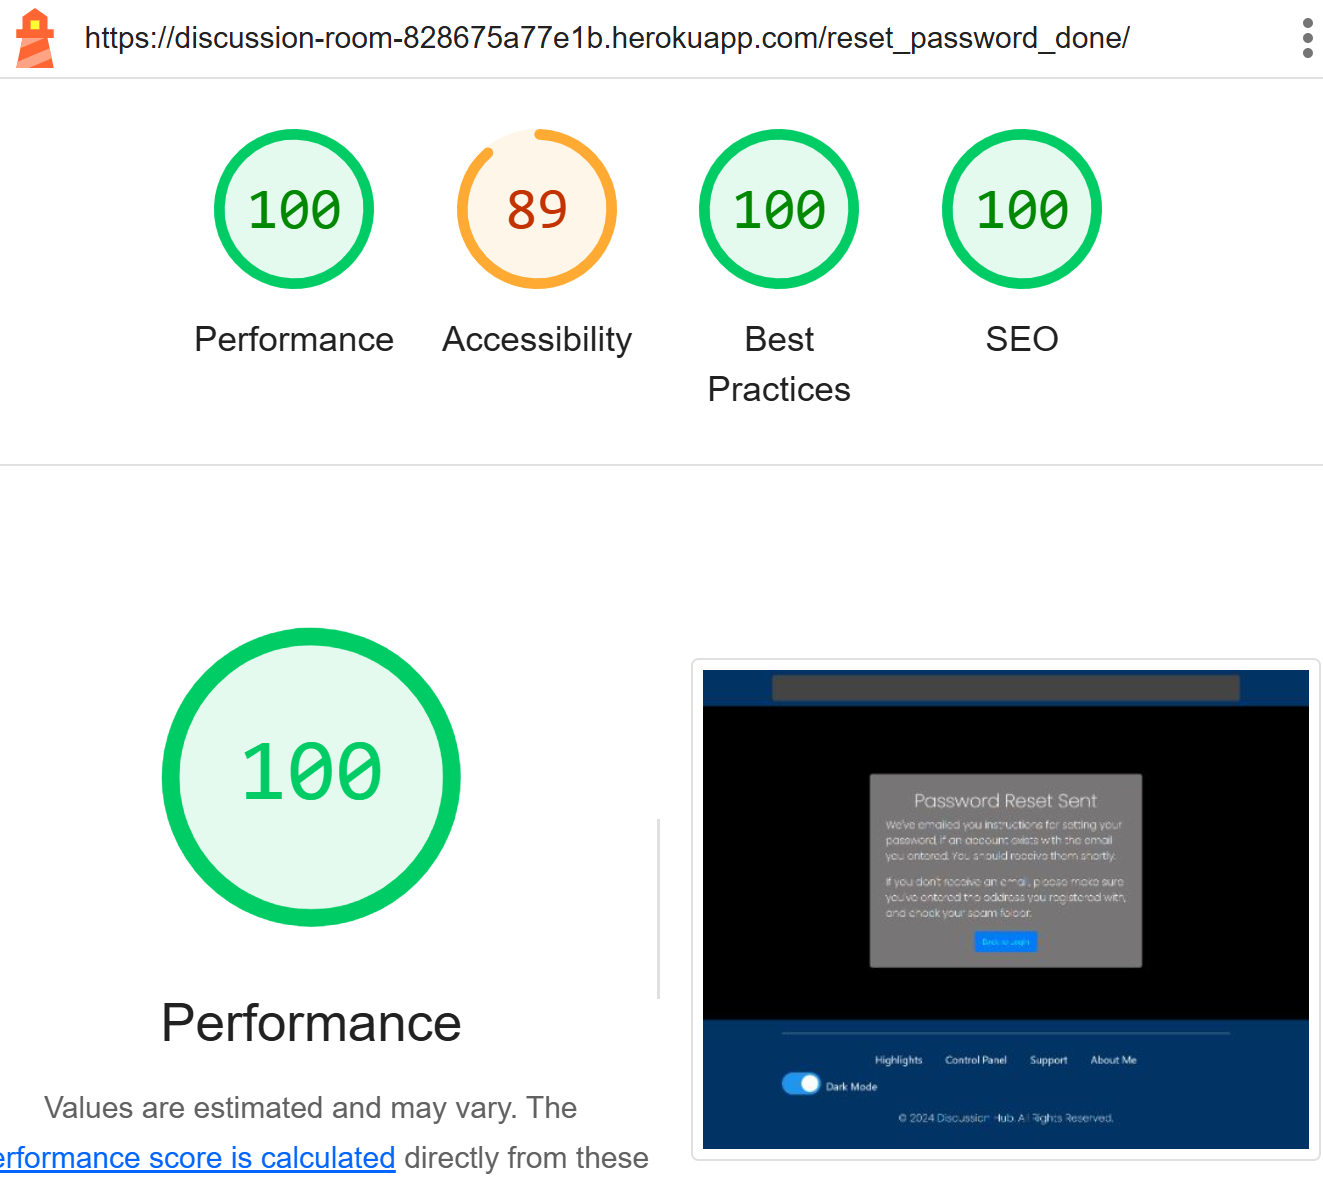 https://discussion-room-828675a77e1b.herokuapp.com/reset_password_done/
100
89
100
100
Performance
Accessibility
Best
Practices
SEO
100
Performance
Values are estimated and may vary. The
erformance score is calculated directly from these
Password Reset Sent
We've emailed you instructions for setting your
password, if an account exists with the email
you entered. You should receive them shortly.
If you don't receive an email, please make sure
you've entered the address you registered with,
and check your spam folder.
Back to Login
Highlights Control Panel Support About Me
Dark Mode
© 2024 Discussion Hub. All Rights Reserved.